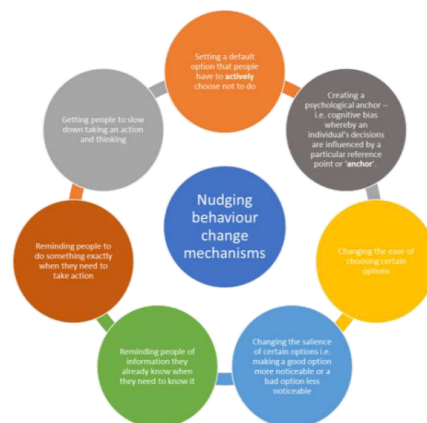 Setting a default
option that people
have to actively
choose not to do
Creating a
psychological anchor –
i.e. cognitive bias
whereby an
individual's decisions
are influenced by a
particular reference
point or 'anchor'.
Changing the ease of
choosing certain
options
Changing the salience
of certain options i.e.
making a good option
more noticeable or a
bad option less
noticeable
Reminding people of
information they
already know when
they need to know it
Reminding people to
do something exactly
when they need to
take action
Getting people to slow
down taking an action
and thinking
Nudging
behaviour
change
mechanisms